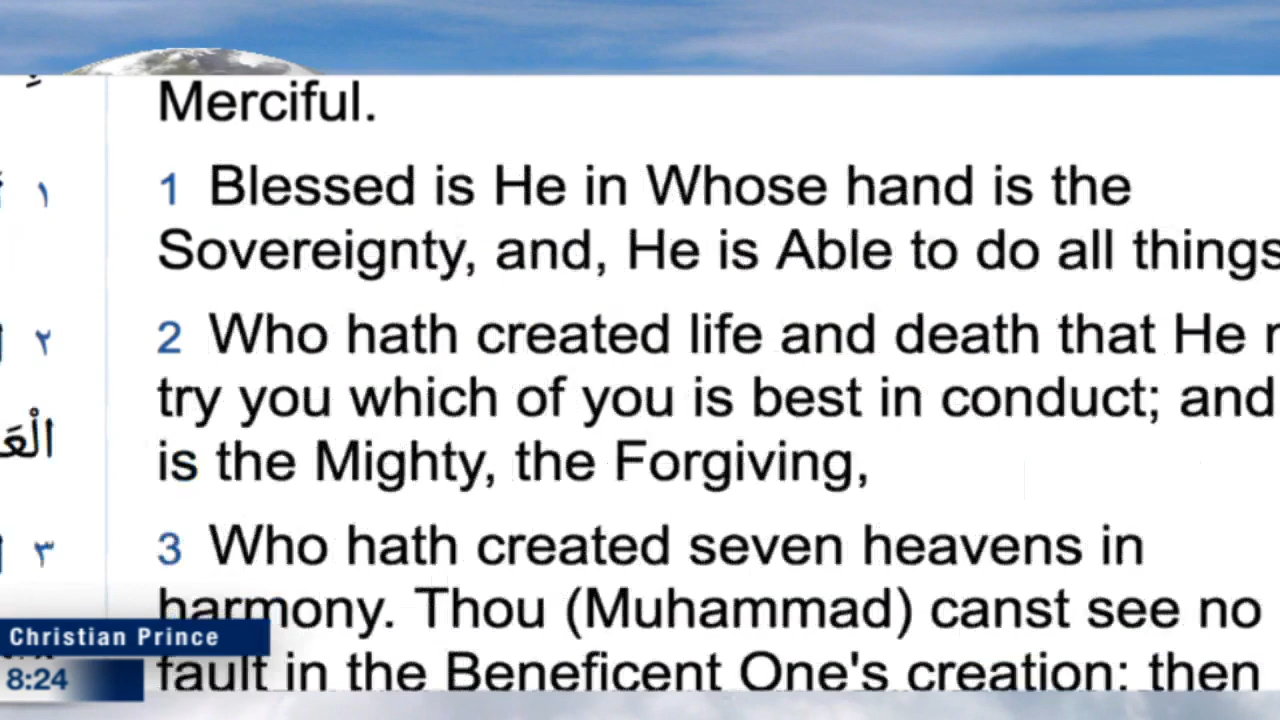 Merciful.
1 Blessed is He in Whose hand is the
Sovereignty, and, He is Able to do all things
2 Who hath created life and death that He
try you which of you is best in conduct; and
is the Mighty, the Forgiving,
3 Who hath created seven heavens in
harmony. Thou (Muhammad) canst see no
fault in the Beneficent One's creation: then
١
٢
٣
Christian Prince
8:24